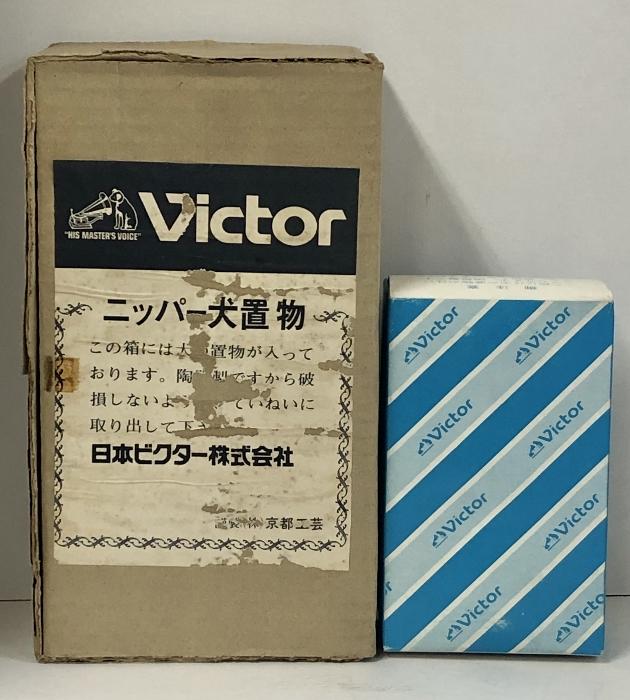 Victor
"HIS MASTER'S VOICE"
ニッパー犬置物
この箱には犬 置物が入って
おります。陶 製ですから破
損しないよ ていねいに
取り出して下さ
日本ビクター株式会社
京都工芸
Victor
Victor
Victor
Victor
Victor
Victor
Victor
Victor